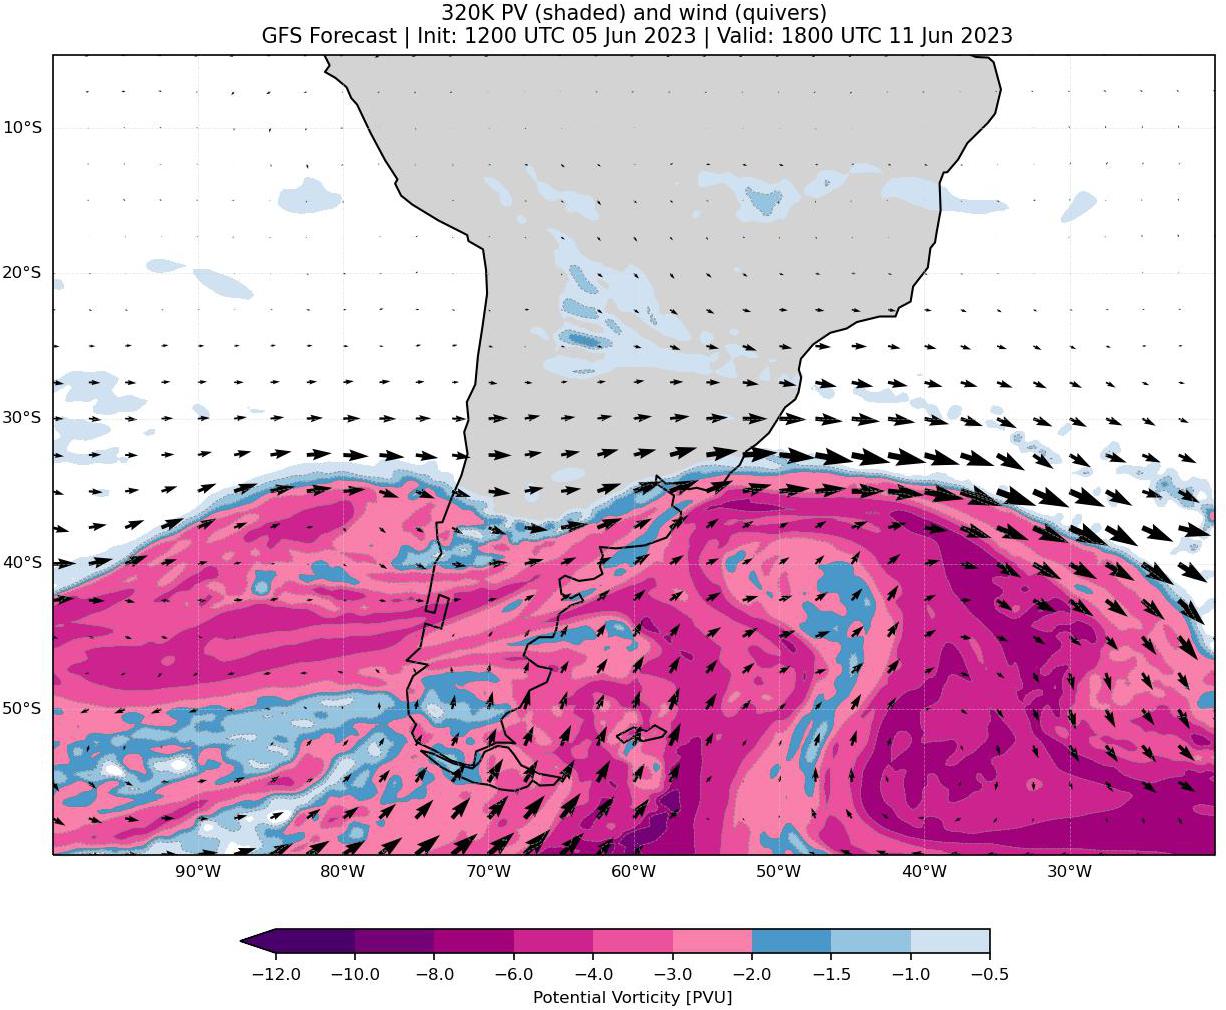 320K PV (shaded) and wind (quivers)
GFS Forecast | Init: 1200 UTC 05 Jun 2023 | Valid: 1800 UTC 11 Jun 2023
10°S
20°S
30°S
40°S
50°S
90°W 80°W 70°W 60°W 50°W 40°W 30°W
−12.0 −10.0 −8.0 −6.0 −4.0 −3.0 −2.0 −1.5 −1.0 −0.5
Potential Vorticity [PVU]